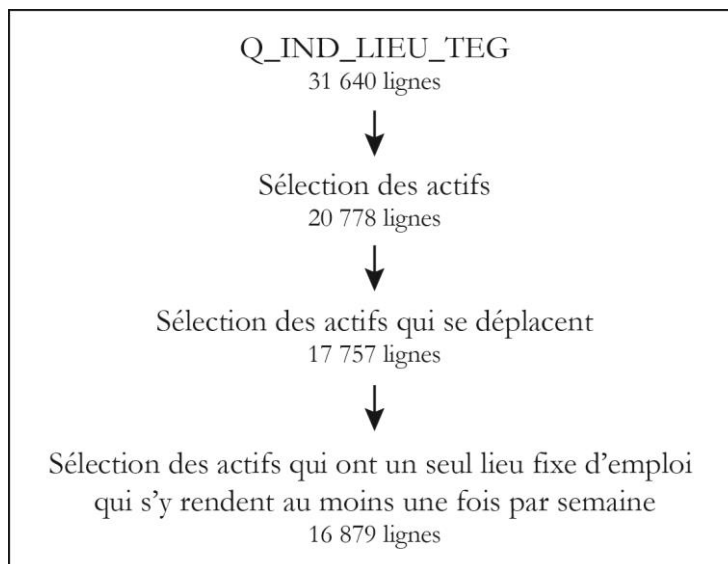 Q_IND_LIEU_TEG
31 640 lignes
Sélection des actifs
20 778 lignes
Sélection des actifs qui se déplacent
17 757 lignes
Sélection des actifs qui ont un seul lieu fixe d’emploi
qui s’y rendent au moins une fois par semaine
16 879 lignes